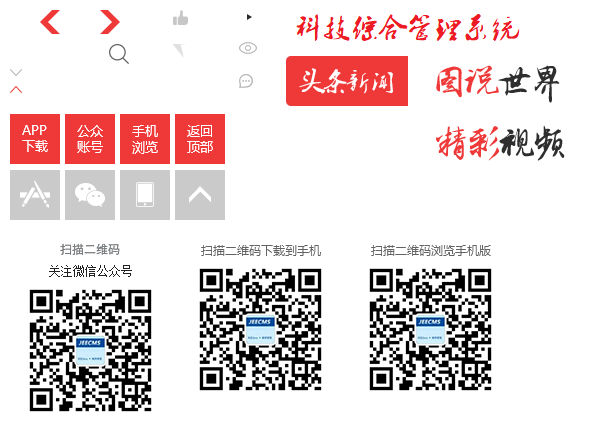 科技综合管理系统
头条新闻
图说世界
精彩视频
APP
下载
公众
账号
手机
浏览
返回
顶部
扫描二维码
关注微信公众号
扫描二维码下载到手机
扫描二维码浏览手机版
JEECMS
JEECMS
JEECMS